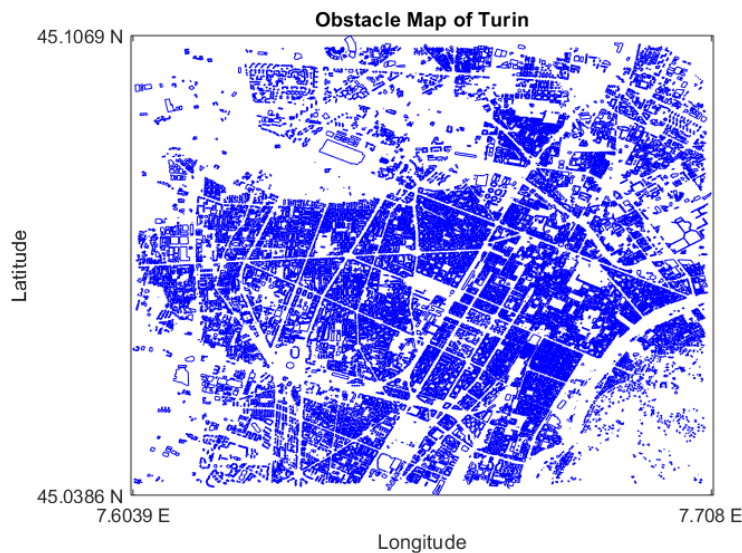 Obstacle Map of Turin
45.1069 N
Latitude
45.0386 N
7.6039 E
7.708 E
Longitude